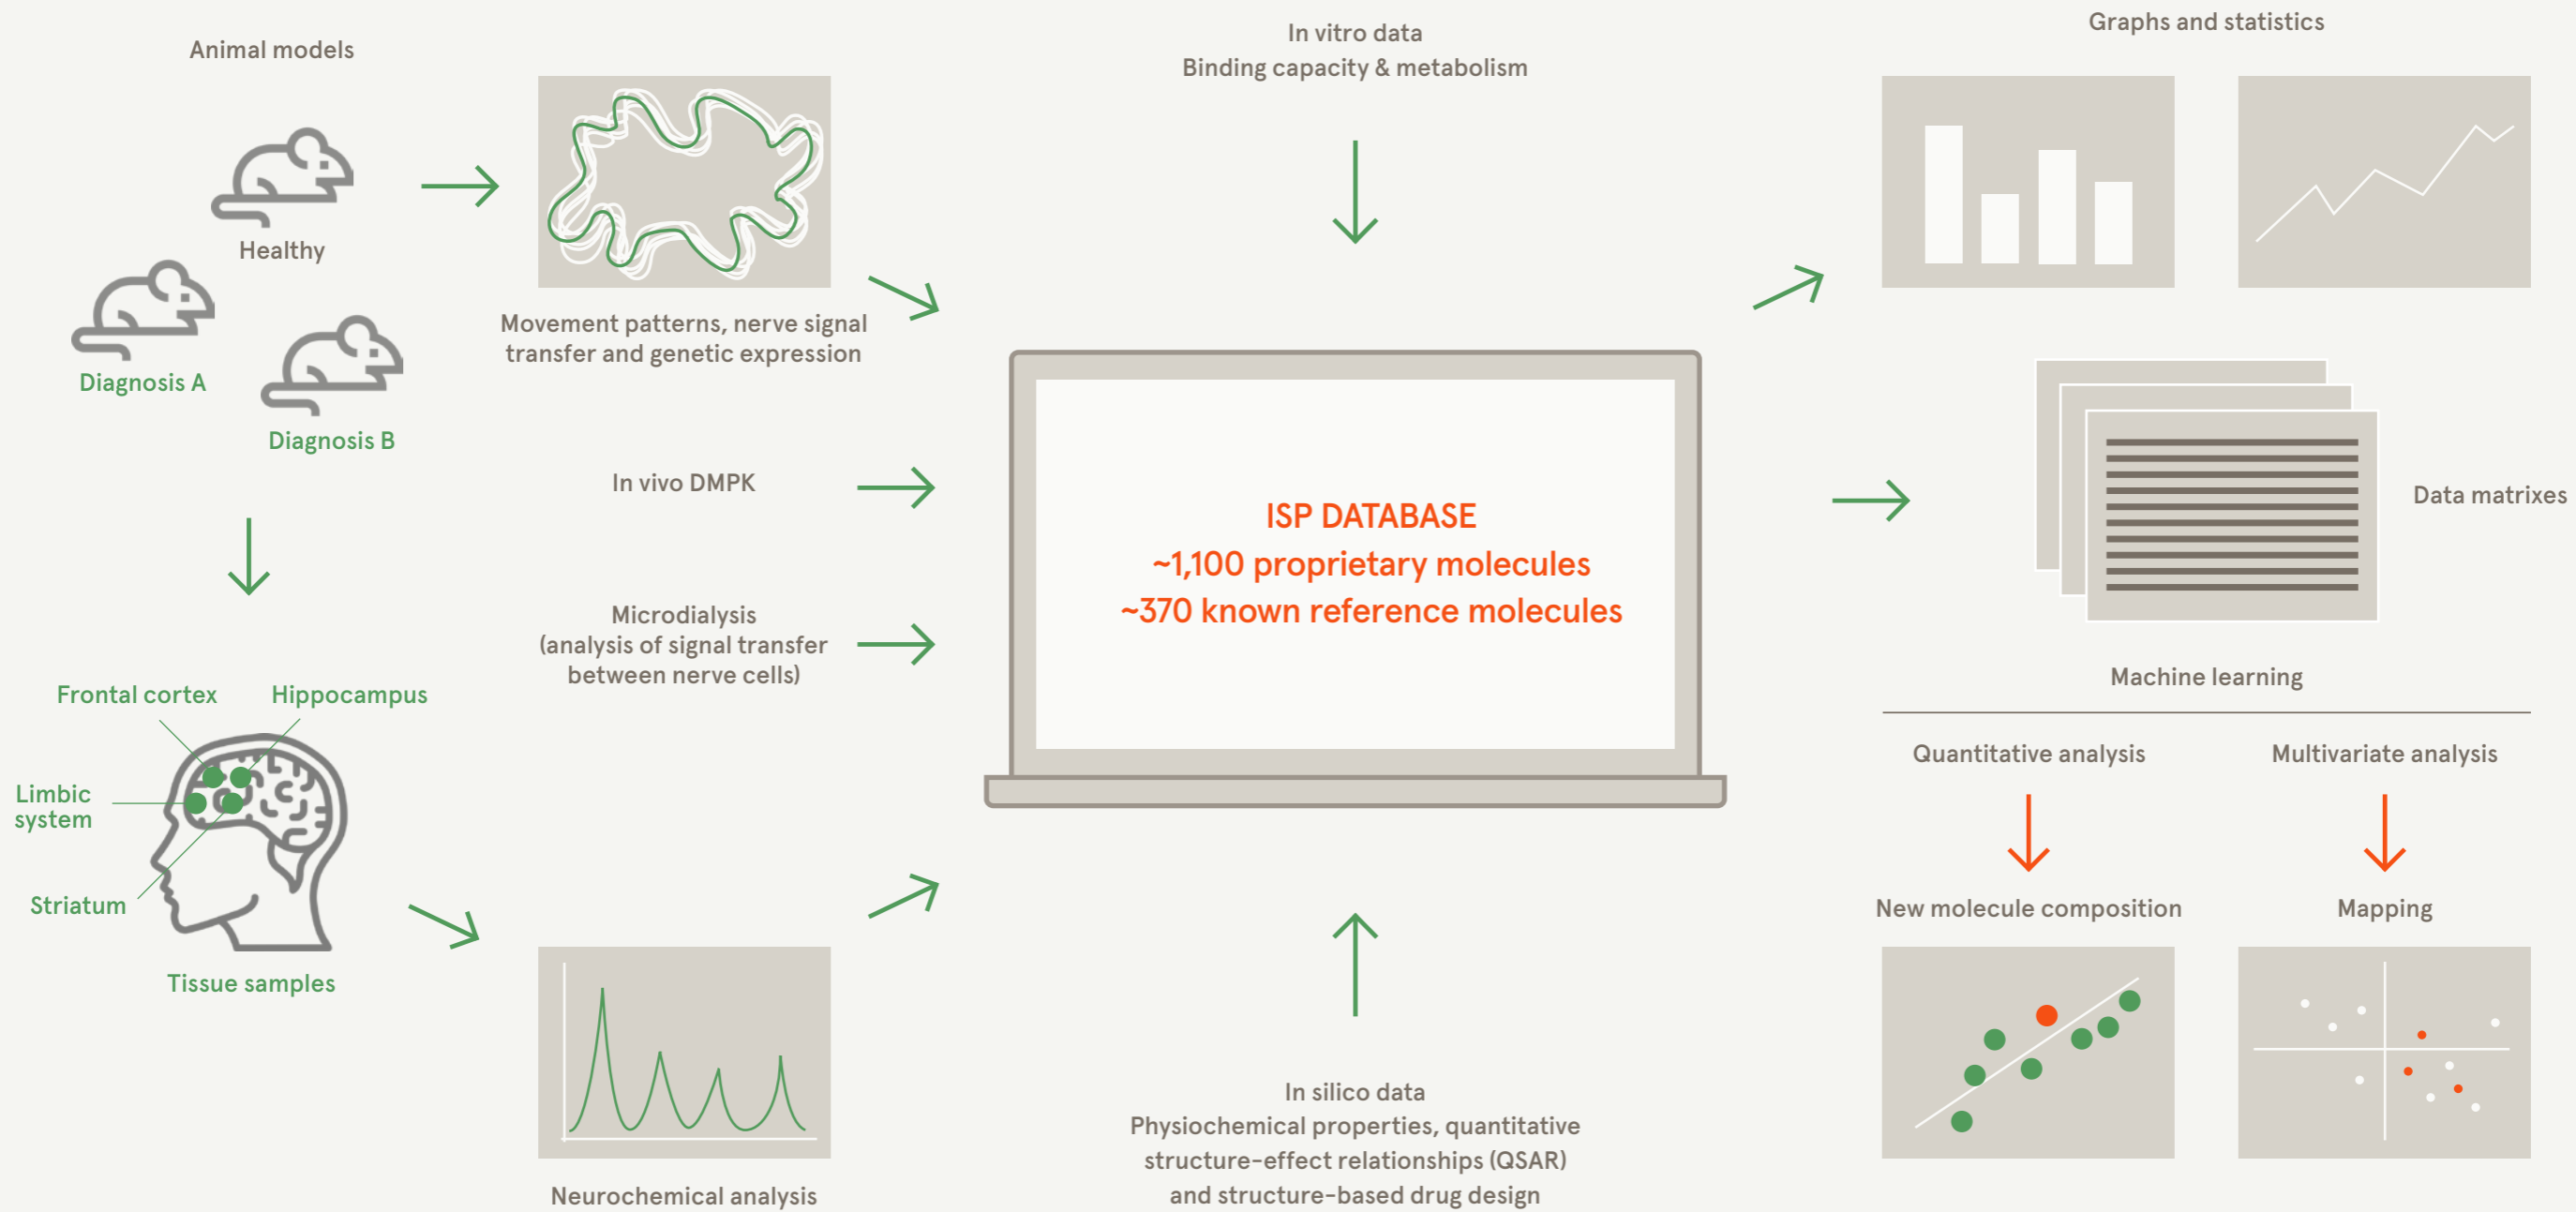 Animal models
Healthy
Diagnosis A
Diagnosis B
Frontal cortex
Hippocampus
Limbic
system
Striatum
Tissue samples
Movement patterns, nerve signal
transfer and genetic expression
In vivo DMPK
Microdialysis
(analysis of signal transfer
between nerve cells)
Neurochemical analysis
In vitro data
Binding capacity & metabolism
ISP DATABASE
~1,100 proprietary molecules
~370 known reference molecules
In silico data
Physiochemical properties, quantitative
structure-effect relationships (QSAR)
and structure-based drug design
Graphs and statistics
Data matrixes
Machine learning
Quantitative analysis
Multivariate analysis
New molecule composition
Mapping